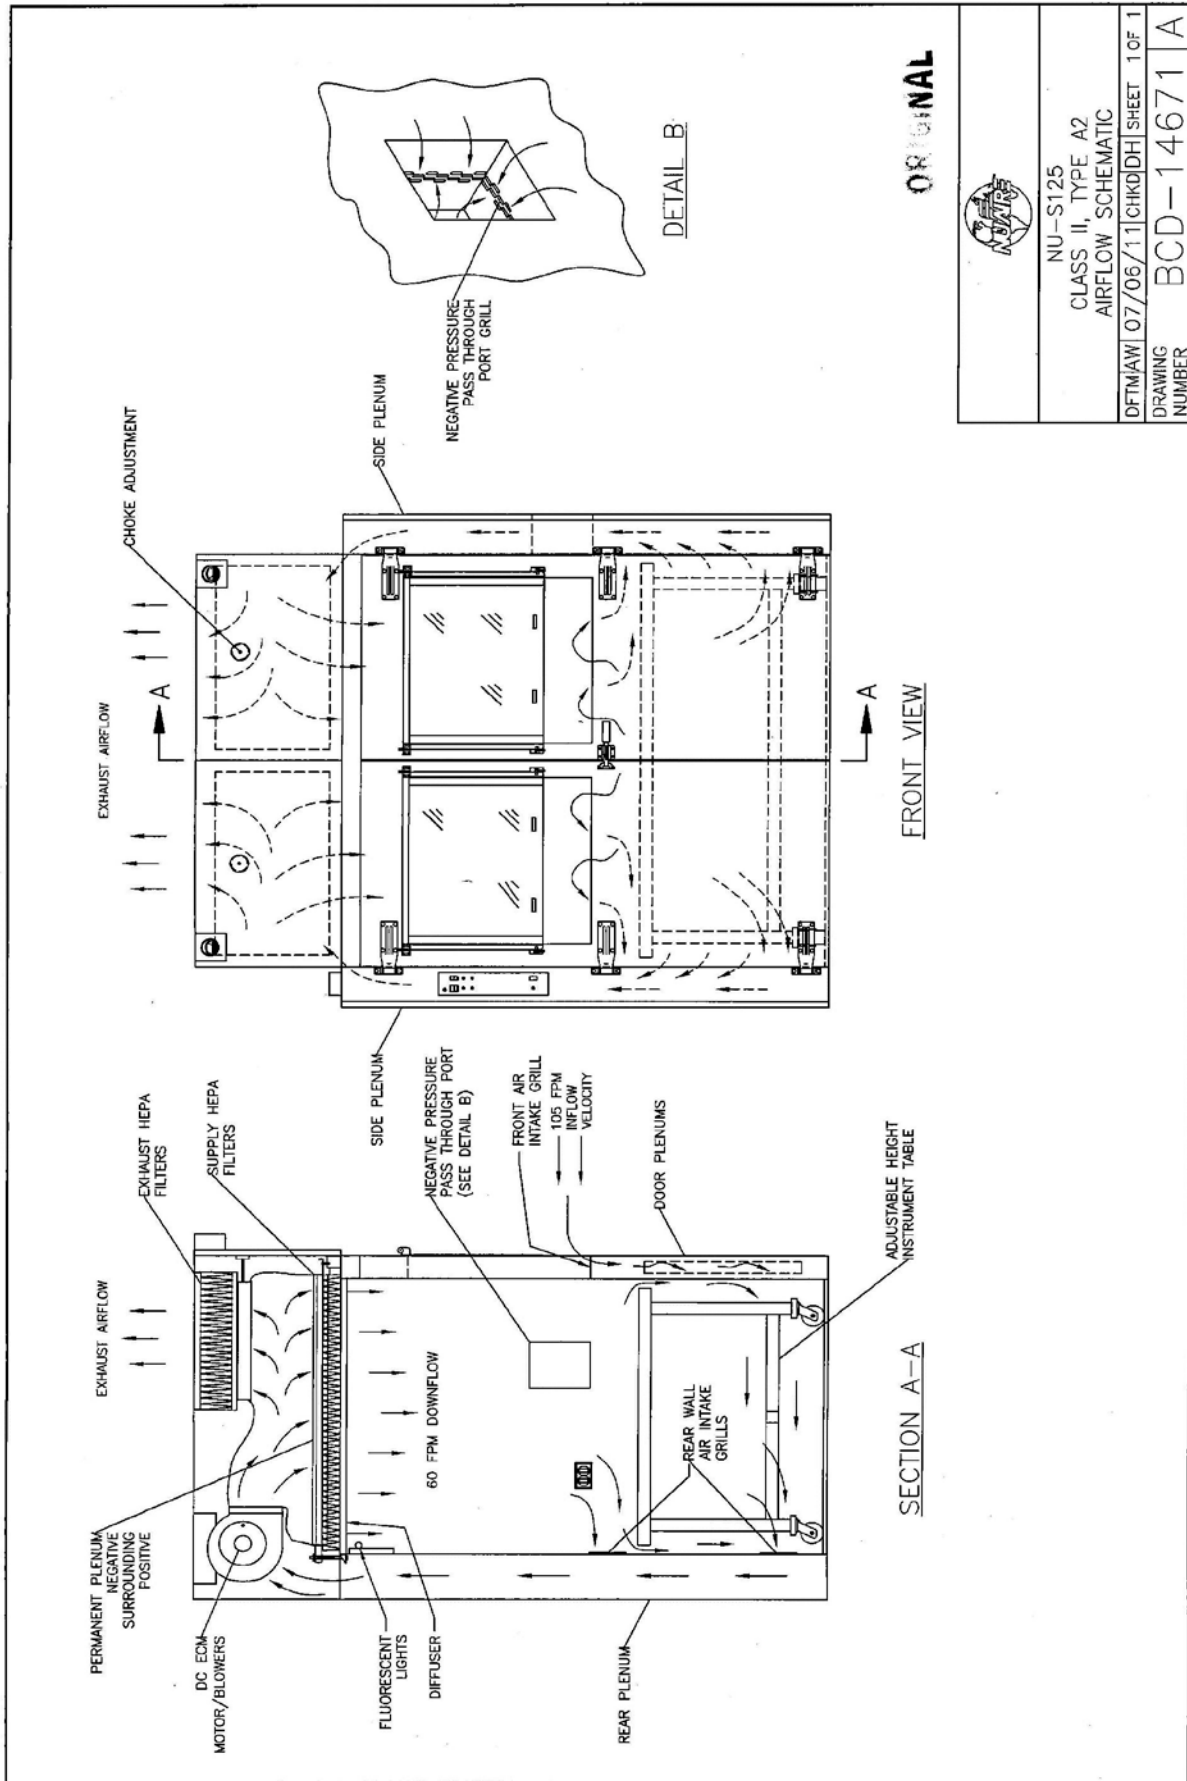 EXHAUST AIRFLOW
EXHAUST HEPA
FILTERS
SUPPLY HEPA
FILTERS
PERMANENT PLENUM
NEGATIVE
SURROUNDING
POSITIVE
DC ECM
MOTOR/BLOWERS
FLUORESCENT
LIGHTS
DIFFUSER
REAR PLENUM
60 FPM DOWNFLOW
NEGATIVE PRESSURE
PASS THROUGH PORT
(SEE DETAIL B)
FRONT AIR
INTAKE GRILL
105 FPM
INFLOW
VELOCITY
DOOR PLENUMS
REAR WALL
AIR INTAKE
GRILLS
ADJUSTABLE HEIGHT
INSTRUMENT TABLE
SECTION A-A
EXHAUST AIRFLOW
A
CHOKE ADJUSTMENT
SIDE PLENUM
SIDE PLENUM
A
FRONT VIEW
NEGATIVE PRESSURE
PASS THROUGH
PORT GRILL
DETAIL B
ORIGINAL
NUAIRE
NU-S125
CLASS II, TYPE A2
AIRFLOW SCHEMATIC
DFTM AW 07/06/11 CHKD DH SHEET 1 OF 1
DRAWING
NUMBER
BCD-14671 A